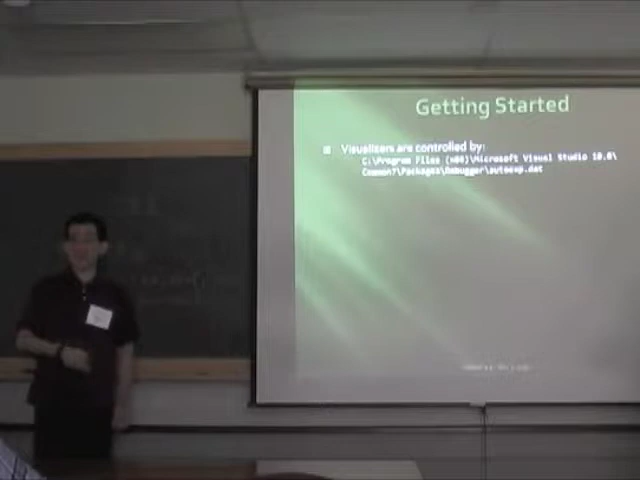 Getting Started
Visualizers are controlled by:
C:\Program Files (x86)\Microsoft Visual Studio 10.0\
Common7\Packages\Debugger\autoexp.dat